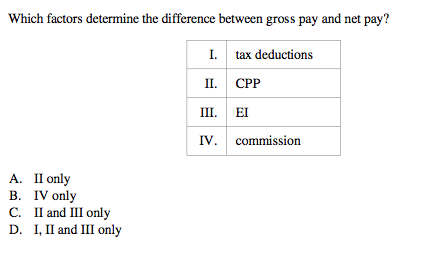 Which factors determine the difference between gross pay and net pay?
I. tax deductions
II. CPP
III. EI
IV. commission
A. II only
B. IV only
C. II and III only
D. I, II and III only